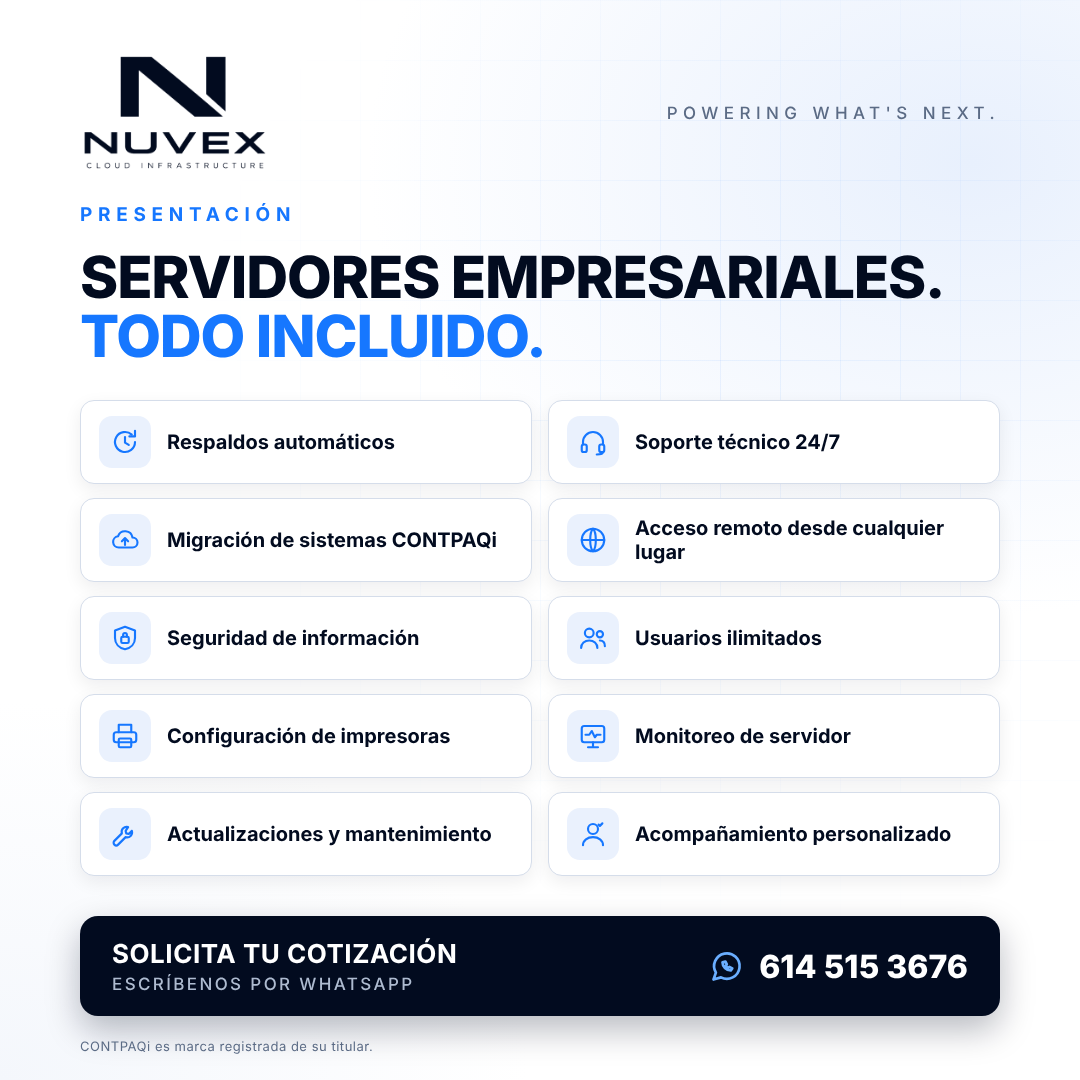 NUVEX
CLOUD INFRASTRUCTURE
POWERING WHAT'S NEXT.
PRESENTACIÓN
SERVIDORES EMPRESARIALES.
TODO INCLUIDO.
Respaldos automáticos
Soporte técnico 24/7
Migración de sistemas CONTPAQi
Acceso remoto desde cualquier
lugar
Seguridad de información
Usuarios ilimitados
Configuración de impresoras
Monitoreo de servidor
Actualizaciones y mantenimiento
Acompañamiento personalizado
SOLICITA TU COTIZACIÓN
ESCRÍBENOS POR WHATSAPP
614 515 3676
CONTPAQi es marca registrada de su titular.